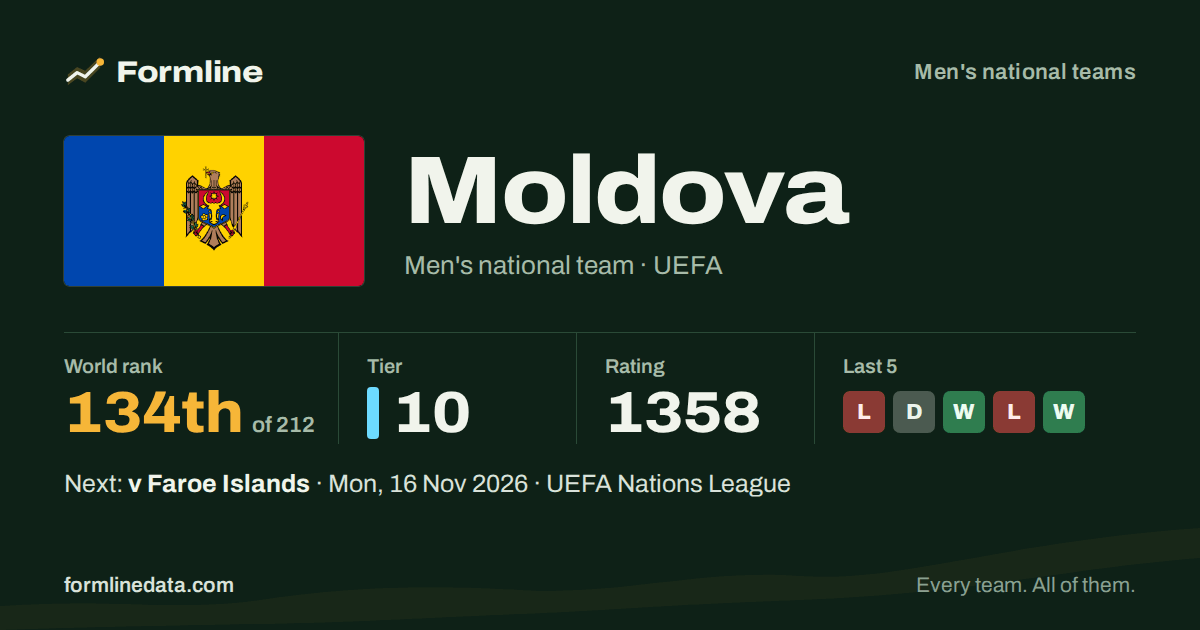 Formline
Men's national teams
Moldova
Men's national team · UEFA
World rank
134th of 212
Tier
10
Rating
1358
Last 5
L D W L W
Next: v Faroe Islands · Mon, 16 Nov 2026 · UEFA Nations League
formlinedata.com
Every team. All of them.